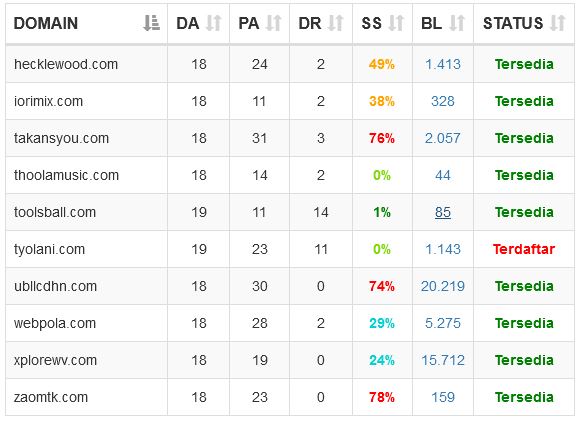 DOMAIN DA PA DR SS BL STATUS
hecklewood.com 18 24 2 49% 1.413 Tersedia
iorimix.com 18 11 2 38% 328 Tersedia
takansyou.com 18 31 3 76% 2.057 Tersedia
thoolamusic.com 18 14 2 0% 44 Tersedia
toolsball.com 19 11 14 1% 85 Tersedia
tyolani.com 19 23 11 0% 1.143 Terdaftar
ubllcdhn.com 18 30 0 74% 20.219 Tersedia
webpola.com 18 28 2 29% 5.275 Tersedia
xplorewv.com 18 19 0 24% 15.712 Tersedia
zaomtk.com 18 23 0 78% 159 Tersedia